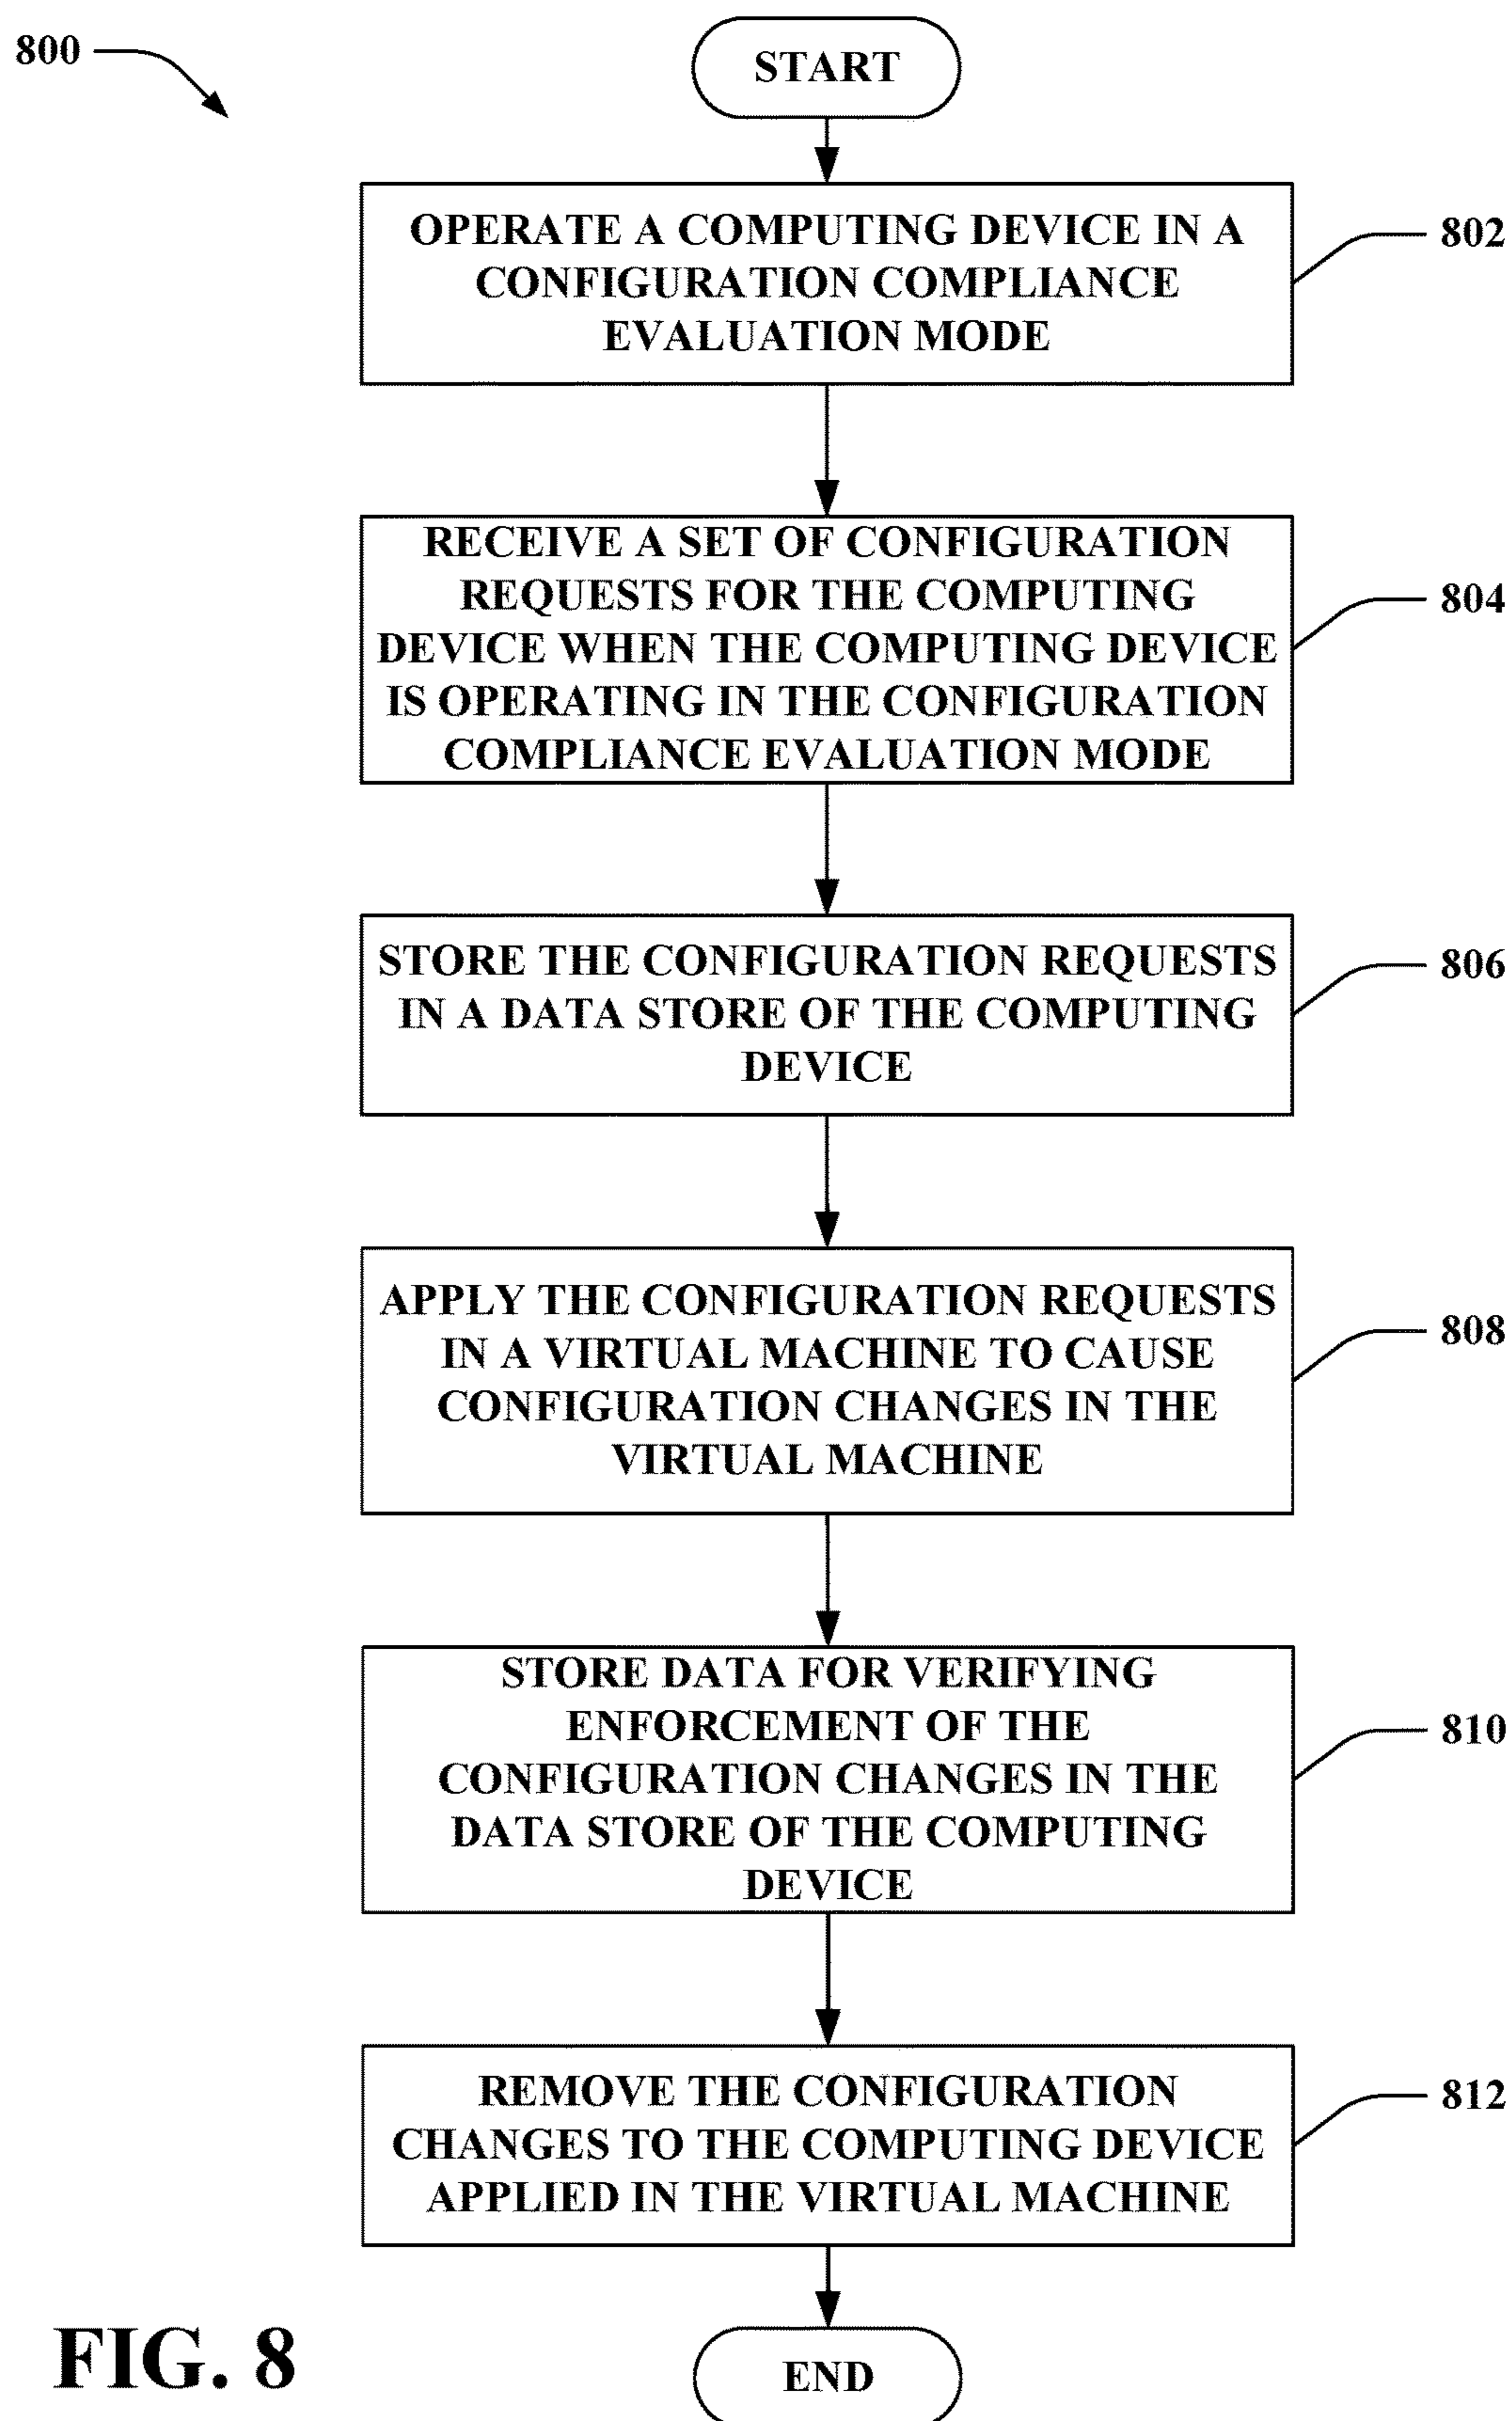 800
START
OPERATE A COMPUTING DEVICE IN A
CONFIGURATION COMPLIANCE
EVALUATION MODE
802
RECEIVE A SET OF CONFIGURATION
REQUESTS FOR THE COMPUTING
DEVICE WHEN THE COMPUTING DEVICE
IS OPERATING IN THE CONFIGURATION
COMPLIANCE EVALUATION MODE
804
STORE THE CONFIGURATION REQUESTS
IN A DATA STORE OF THE COMPUTING
DEVICE
806
APPLY THE CONFIGURATION REQUESTS
IN A VIRTUAL MACHINE TO CAUSE
CONFIGURATION CHANGES IN THE
VIRTUAL MACHINE
808
STORE DATA FOR VERIFYING
ENFORCEMENT OF THE
CONFIGURATION CHANGES IN THE
DATA STORE OF THE COMPUTING
DEVICE
810
REMOVE THE CONFIGURATION
CHANGES TO THE COMPUTING DEVICE
APPLIED IN THE VIRTUAL MACHINE
812
END
FIG. 8